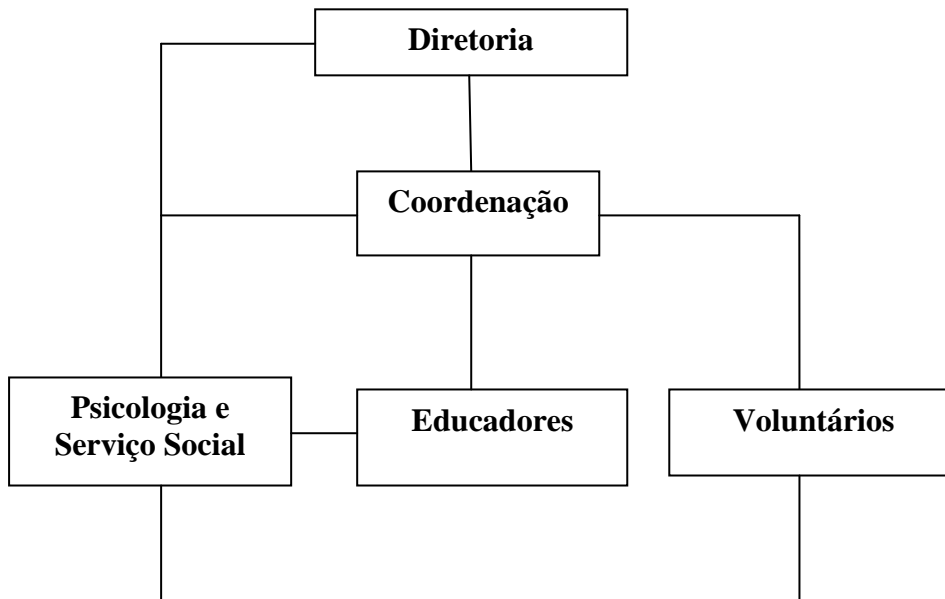 Diretoria
Coordenação
Psicologia e
Serviço Social
Educadores
Voluntários